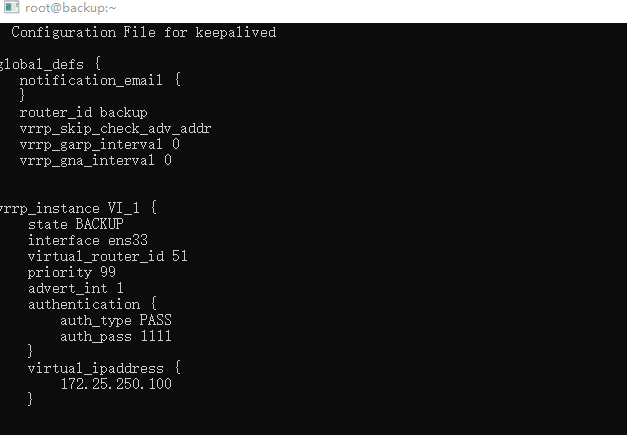 root@backup:~
Configuration File for keepalived
global_defs {
notification_email {
}
router_id backup
vrrp_skip_check_adv_addr
vrrp_garp_interval 0
vrrp_gna_interval 0
vrrp_instance VI_1 {
state BACKUP
interface ens33
virtual_router_id 51
priority 99
advert_int 1
authentication {
auth_type PASS
auth_pass 1111
}
virtual_ipaddress {
172.25.250.100
}